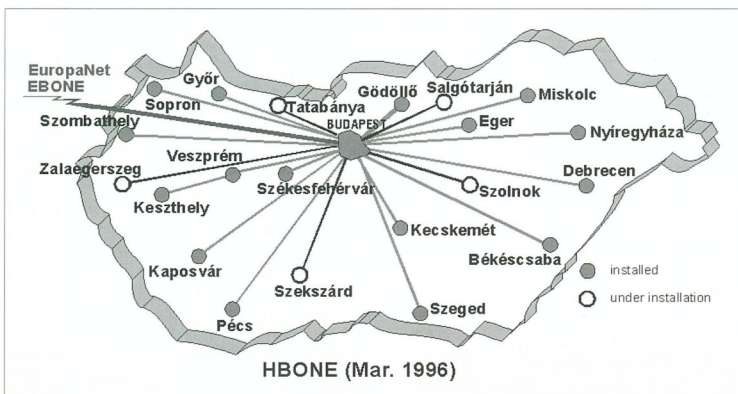 EuropaNet
EBONE
Győr
Sopron
Tatabánya
Gödöllő
Salgótarján
Miskolc
BUDAPEST
Eger
Szombathely
Nyíregyháza
Veszprém
Zalaegerszeg
Székesfehérvár
Szolnok
Debrecen
Keszthely
Kecskemét
Békéscsaba
Kaposvár
installed
Szekszárd
under installation
Pécs
Szeged
HBONE (Mar. 1996)